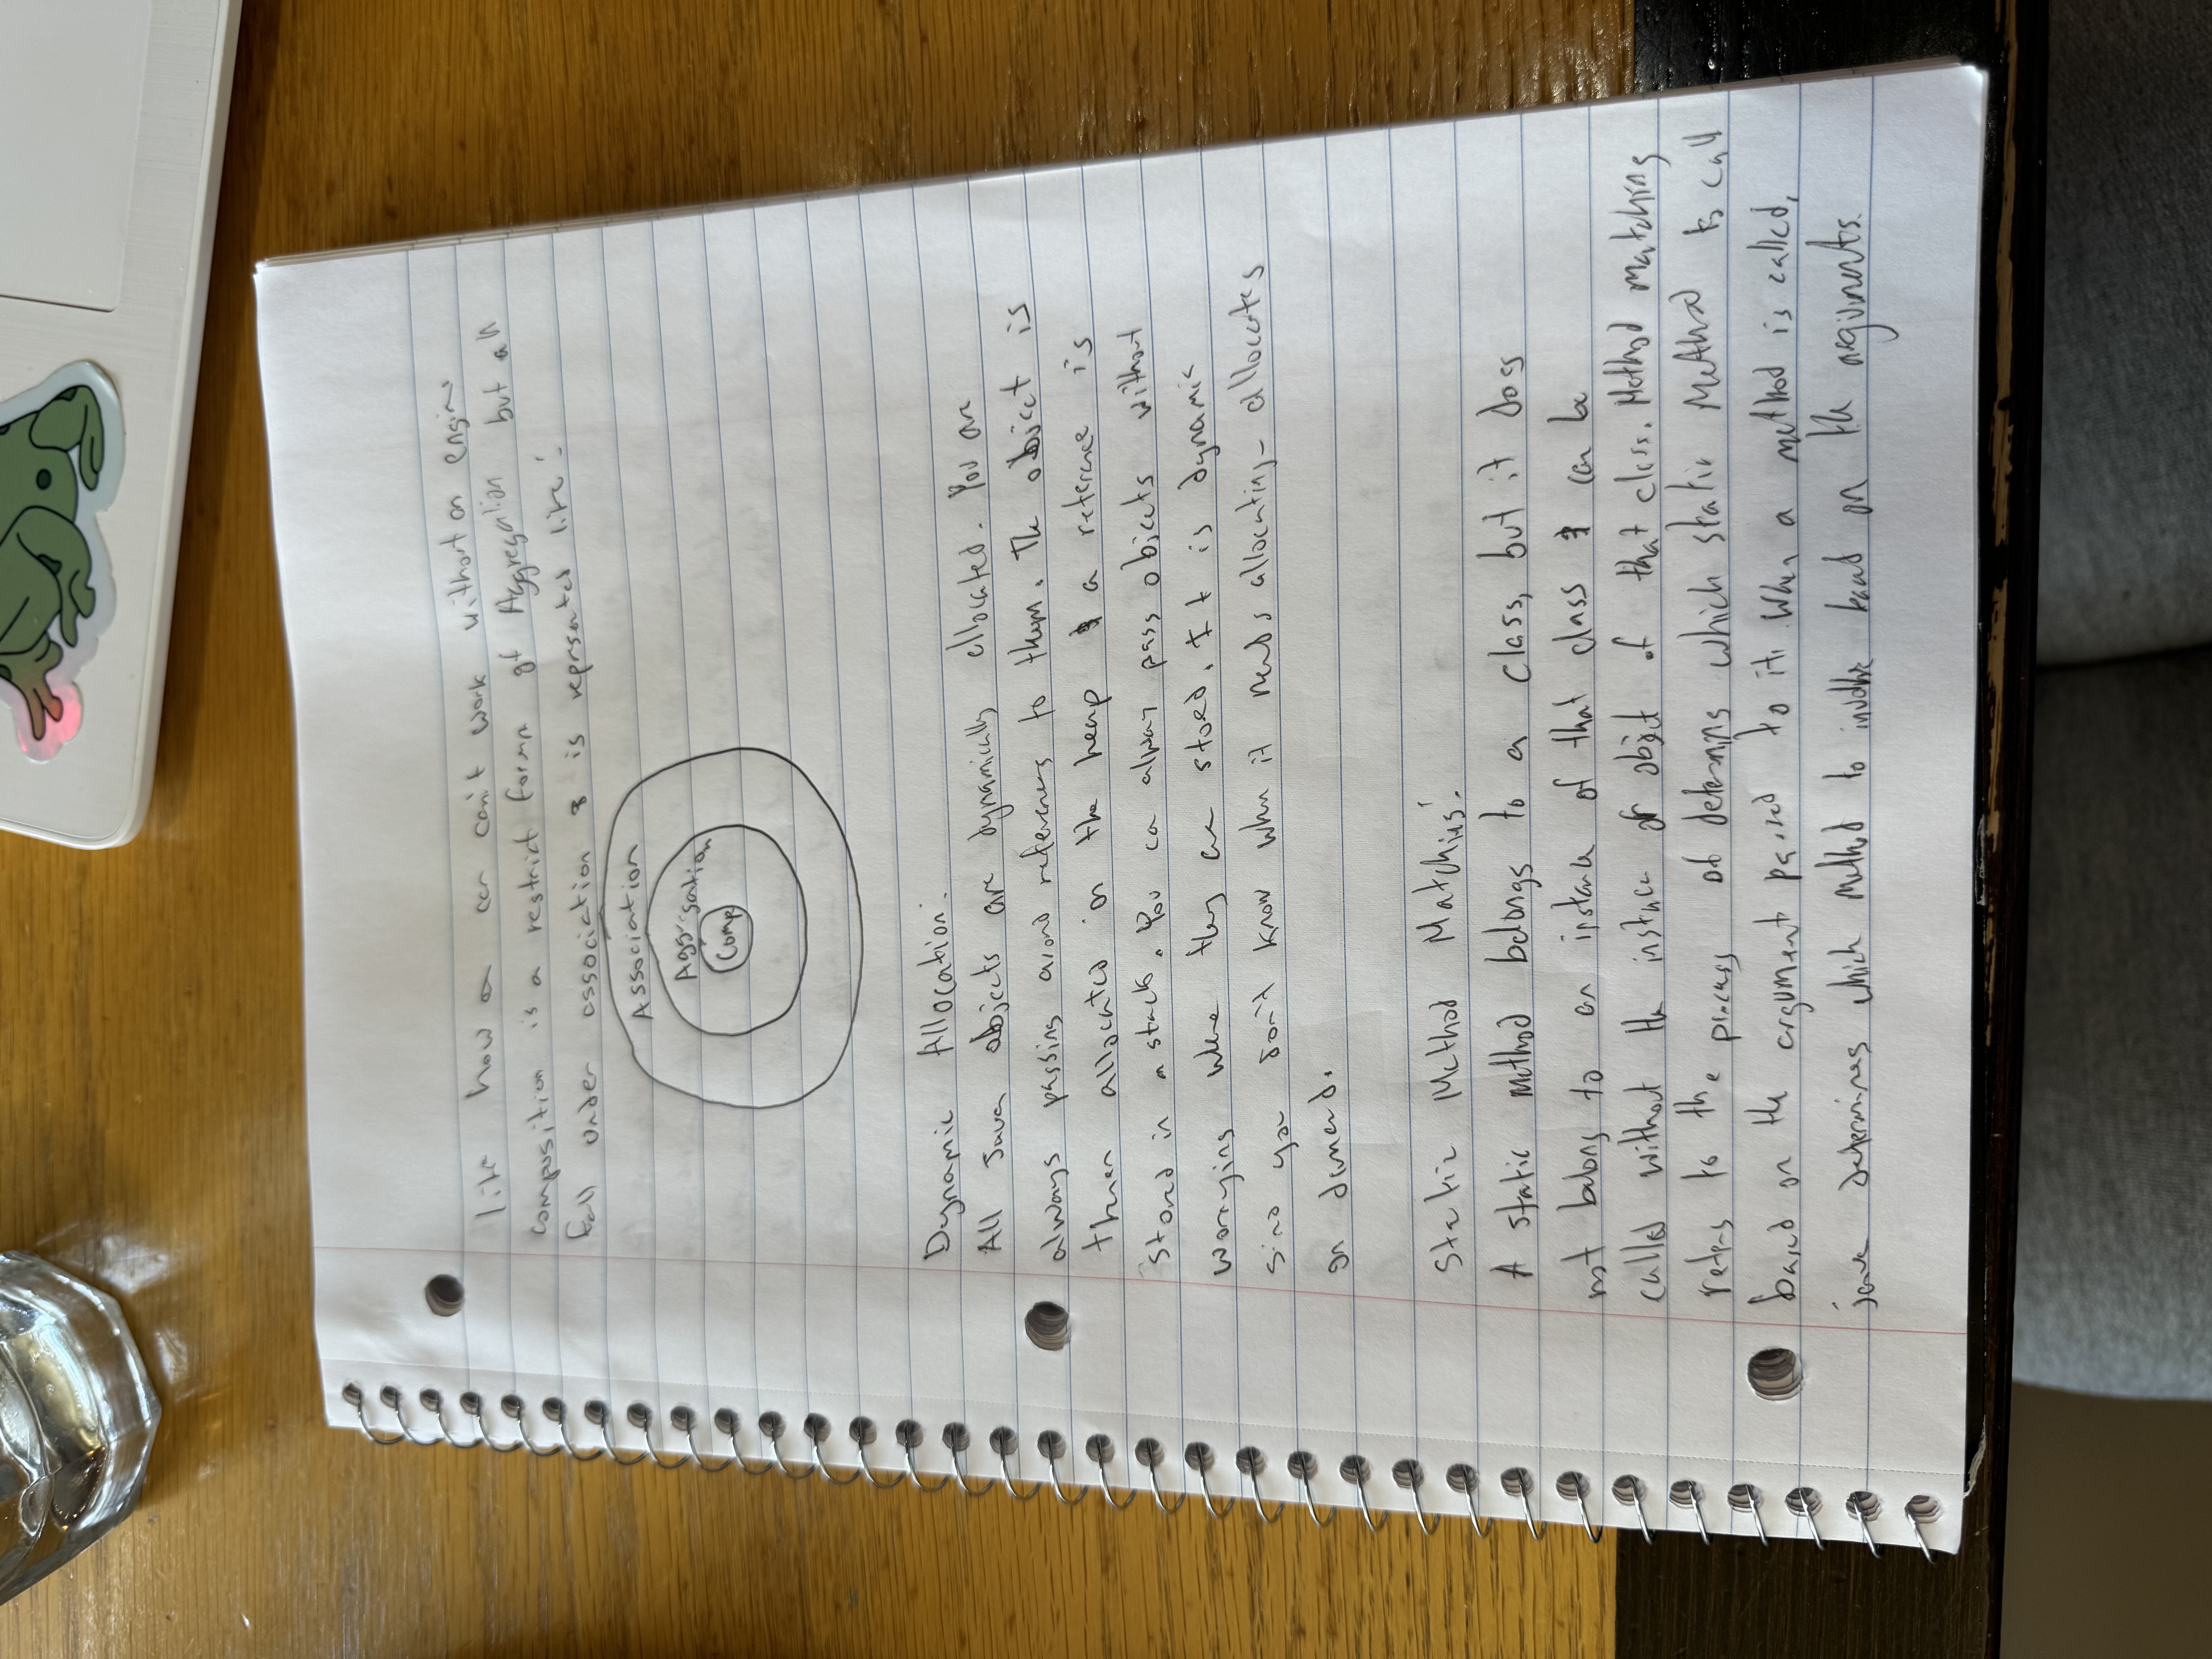 like how a car can't work without an engine
composition is a restrict form of Aggregation but all
fall under association & is reprsented like:
Association
Aggregation
Comp
Dynamic Allocation:
All Java objects are dynamically allocated. You are
always passing arond references to them. The object is
then allocated on the heap & a reference is
stored in a stack. You ca alway pass objects without
worrying where they are stored. It is dynamic
sinc you don't know when it needs allocating - allocates
on demand.
Static Method Matching:
A static method belongs to a class, but it does
not belong to an instance of that class & can be
called without the instace or object of that class. Method matching
refers to the process of determing which static Method to call
based on the argument passed to it. When a method is called,
java determines which method to invoke based on the arguments.